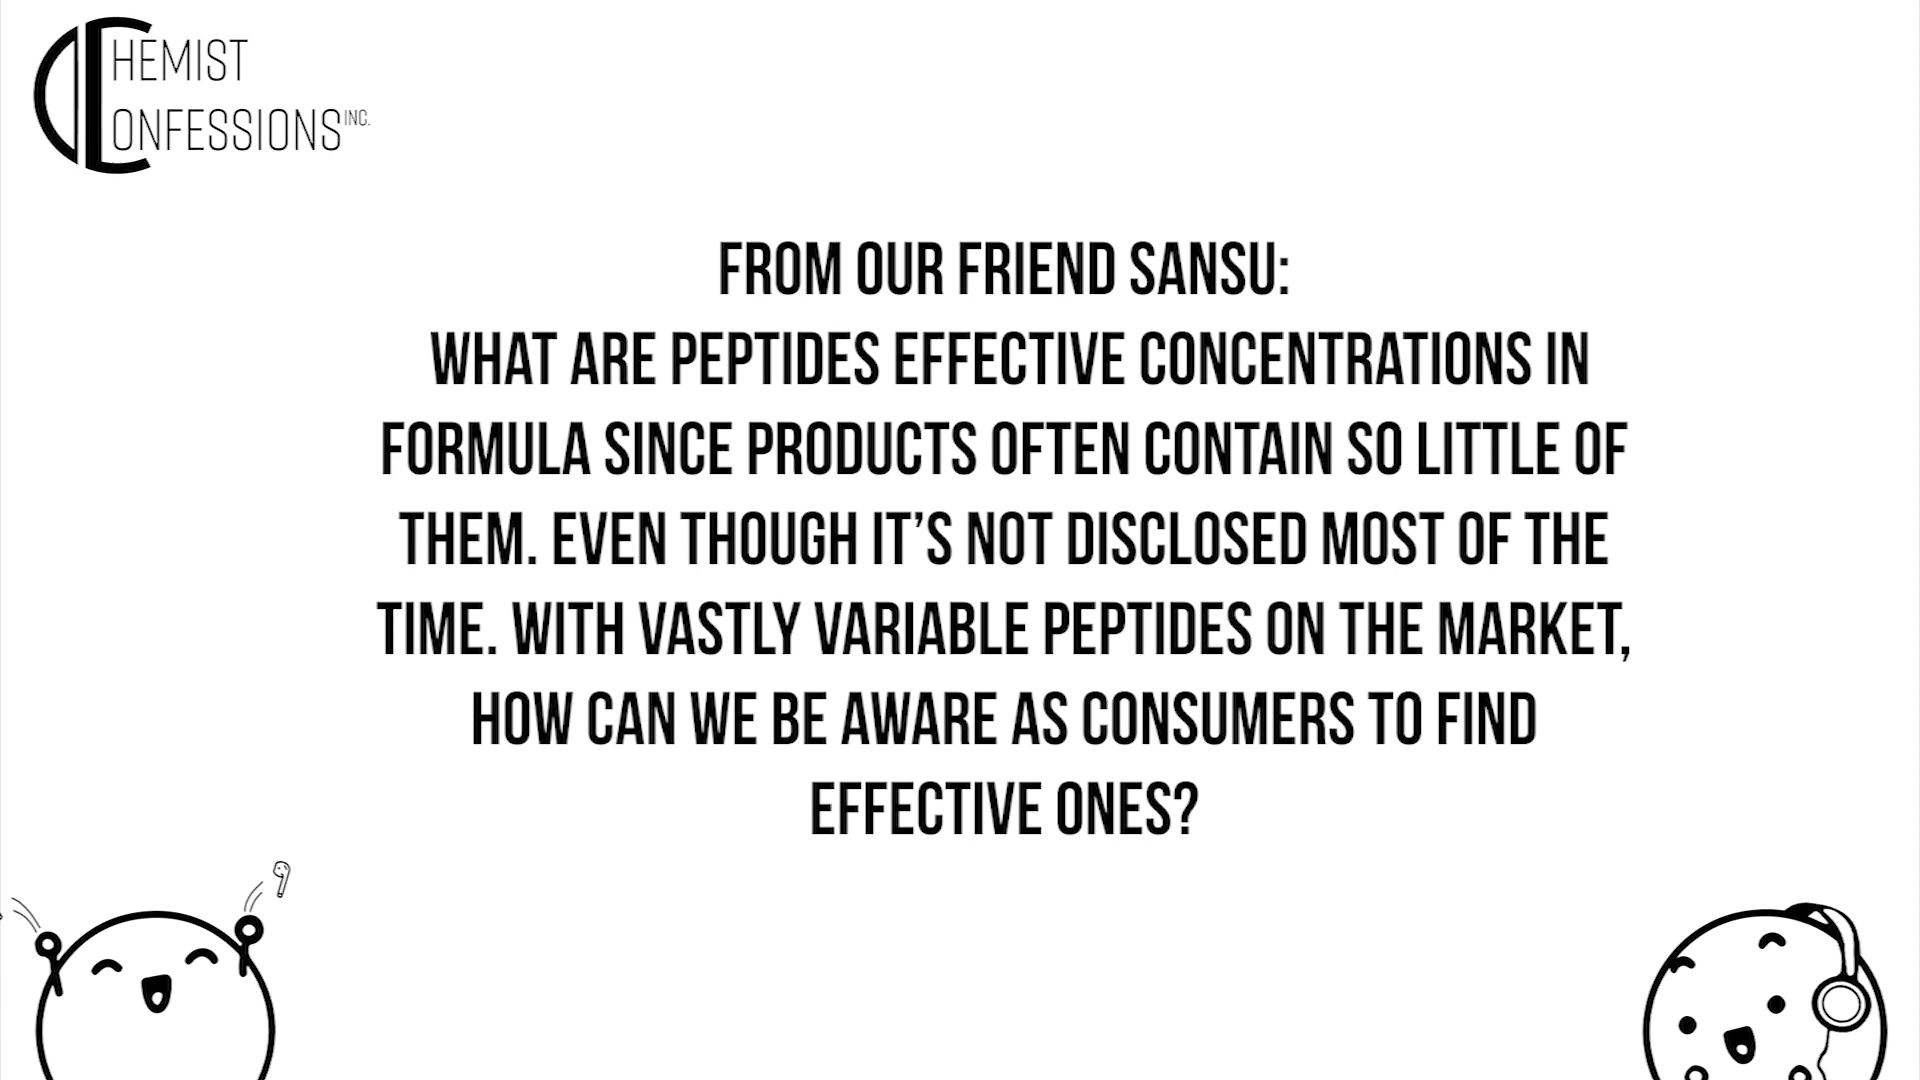 CHEMIST
CONFESSIONS INC.
FROM OUR FRIEND SANSU:
WHAT ARE PEPTIDES EFFECTIVE CONCENTRATIONS IN
FORMULA SINCE PRODUCTS OFTEN CONTAIN SO LITTLE OF
THEM. EVEN THOUGH IT’S NOT DISCLOSED MOST OF THE
TIME. WITH VASTLY VARIABLE PEPTIDES ON THE MARKET,
HOW CAN WE BE AWARE AS CONSUMERS TO FIND
EFFECTIVE ONES?